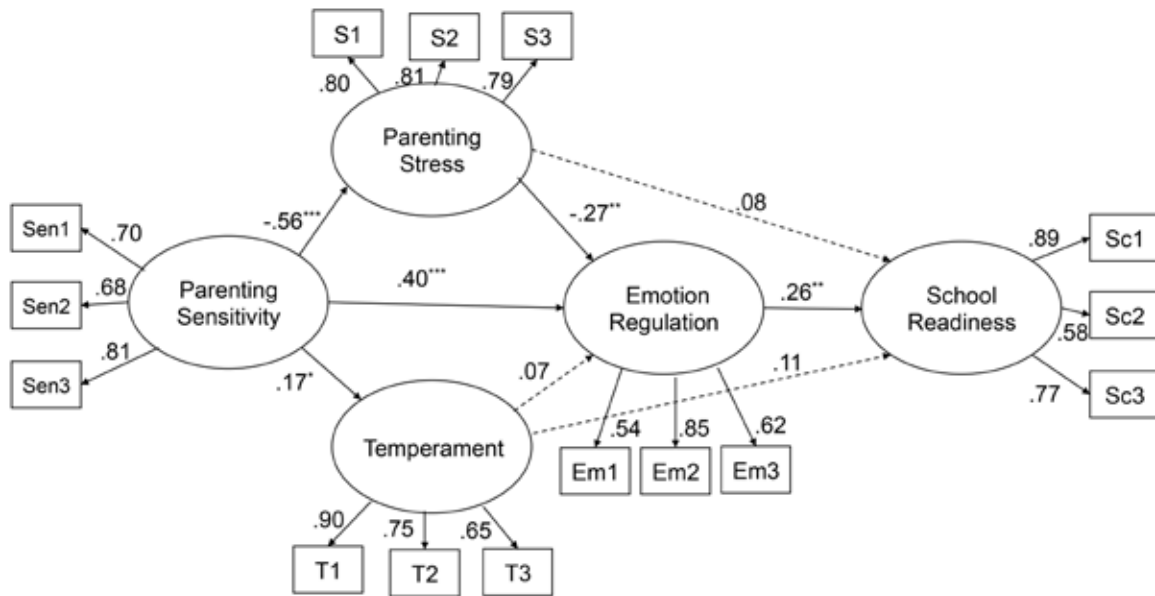 S1
S2
S3
.80
.81
.79
Parenting
Stress
-.56***
-.27**
.08
Sen1
.70
Sen2
.68
Sen3
.81
Parenting
Sensitivity
.40***
Emotion
Regulation
.26**
School
Readiness
.89
Sc1
.58
Sc2
.77
Sc3
.17*
.07
.11
Temperament
.54
.85
.62
Em1
Em2
Em3
.90
.75
.65
T1
T2
T3